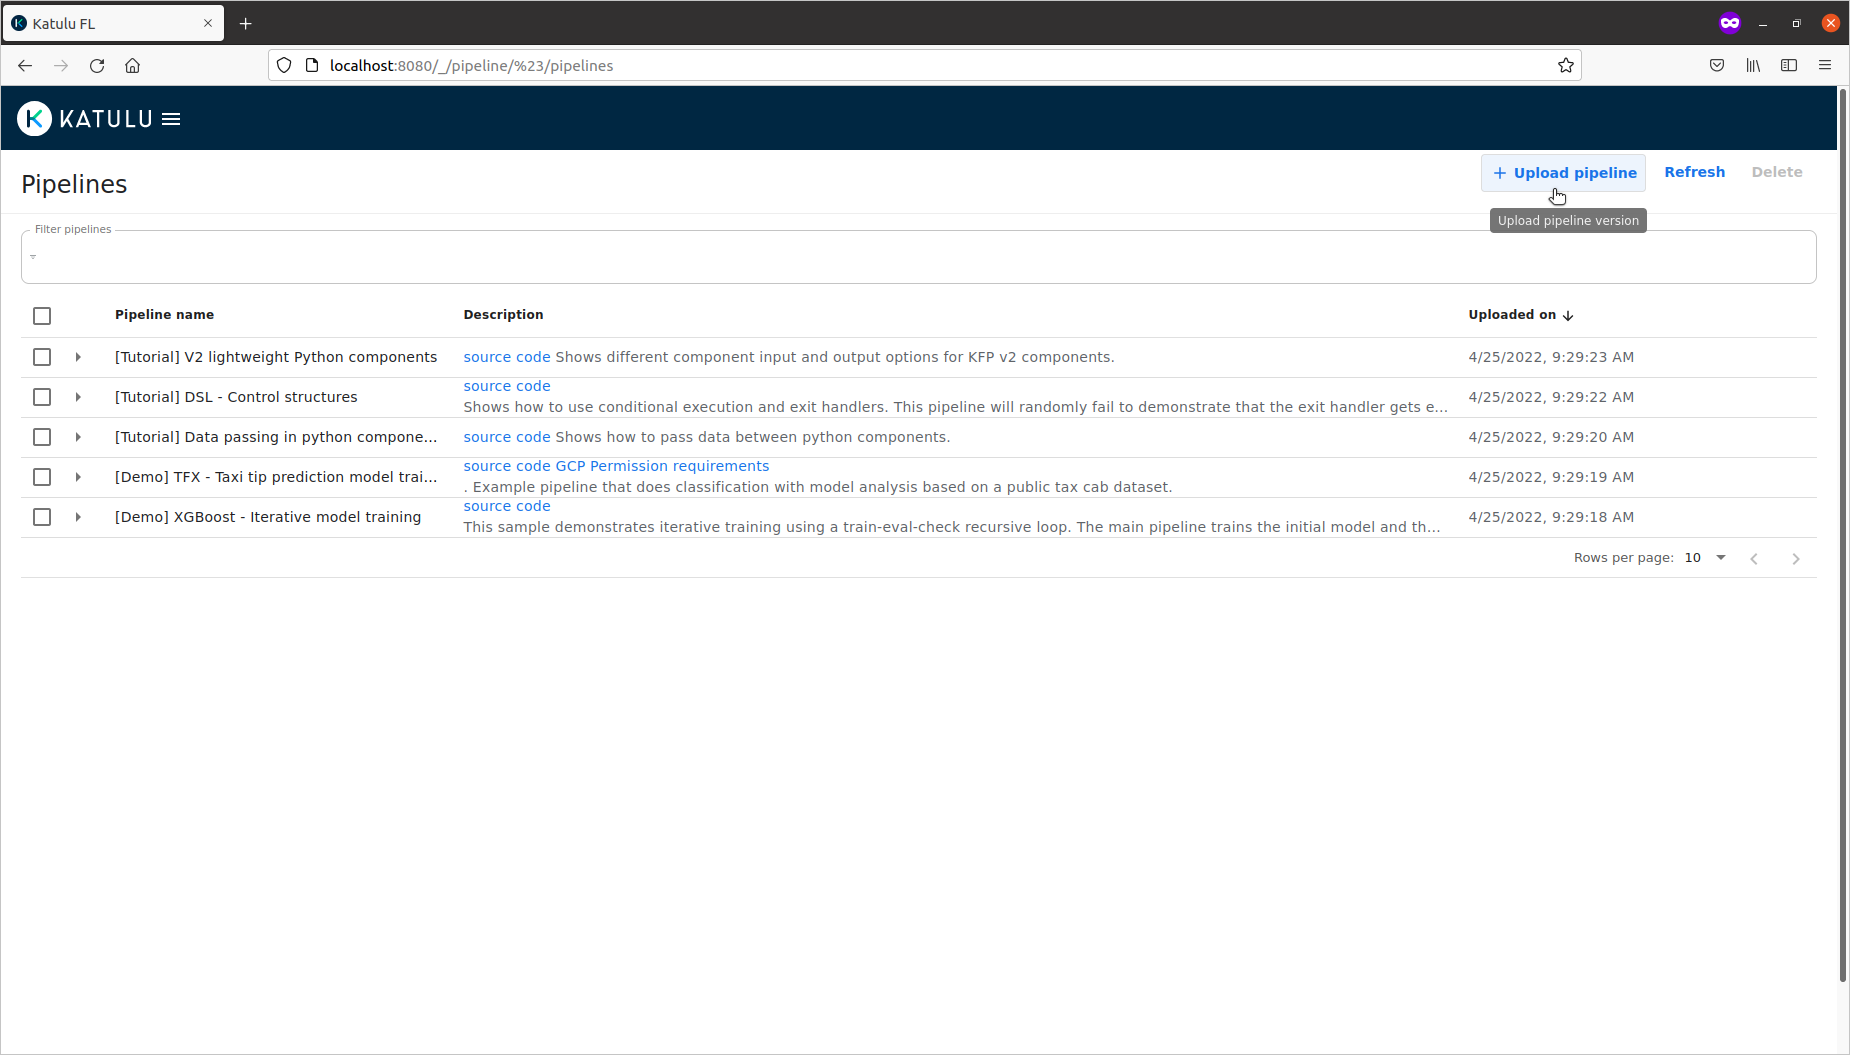 Katulu FL
localhost:8080/_/pipeline/%23/pipelines
KATULU
Pipelines
+ Upload pipeline
Refresh
Delete
Upload pipeline version
Filter pipelines
Pipeline name Description Uploaded on
[Tutorial] V2 lightweight Python components source code Shows different component input and output options for KFP v2 components. 4/25/2022, 9:29:23 AM
source code
[Tutorial] DSL - Control structures 4/25/2022, 9:29:22 AM
Shows how to use conditional execution and exit handlers. This pipeline will randomly fail to demonstrate that the exit handler gets e...
[Tutorial] Data passing in python compone... source code Shows how to pass data between python components. 4/25/2022, 9:29:20 AM
source code GCP Permission requirements
[Demo] TFX - Taxi tip prediction model trai... 4/25/2022, 9:29:19 AM
. Example pipeline that does classification with model analysis based on a public tax cab dataset.
source code
[Demo] XGBoost - Iterative model training 4/25/2022, 9:29:18 AM
This sample demonstrates iterative training using a train-eval-check recursive loop. The main pipeline trains the initial model and th...
Rows per page: 10